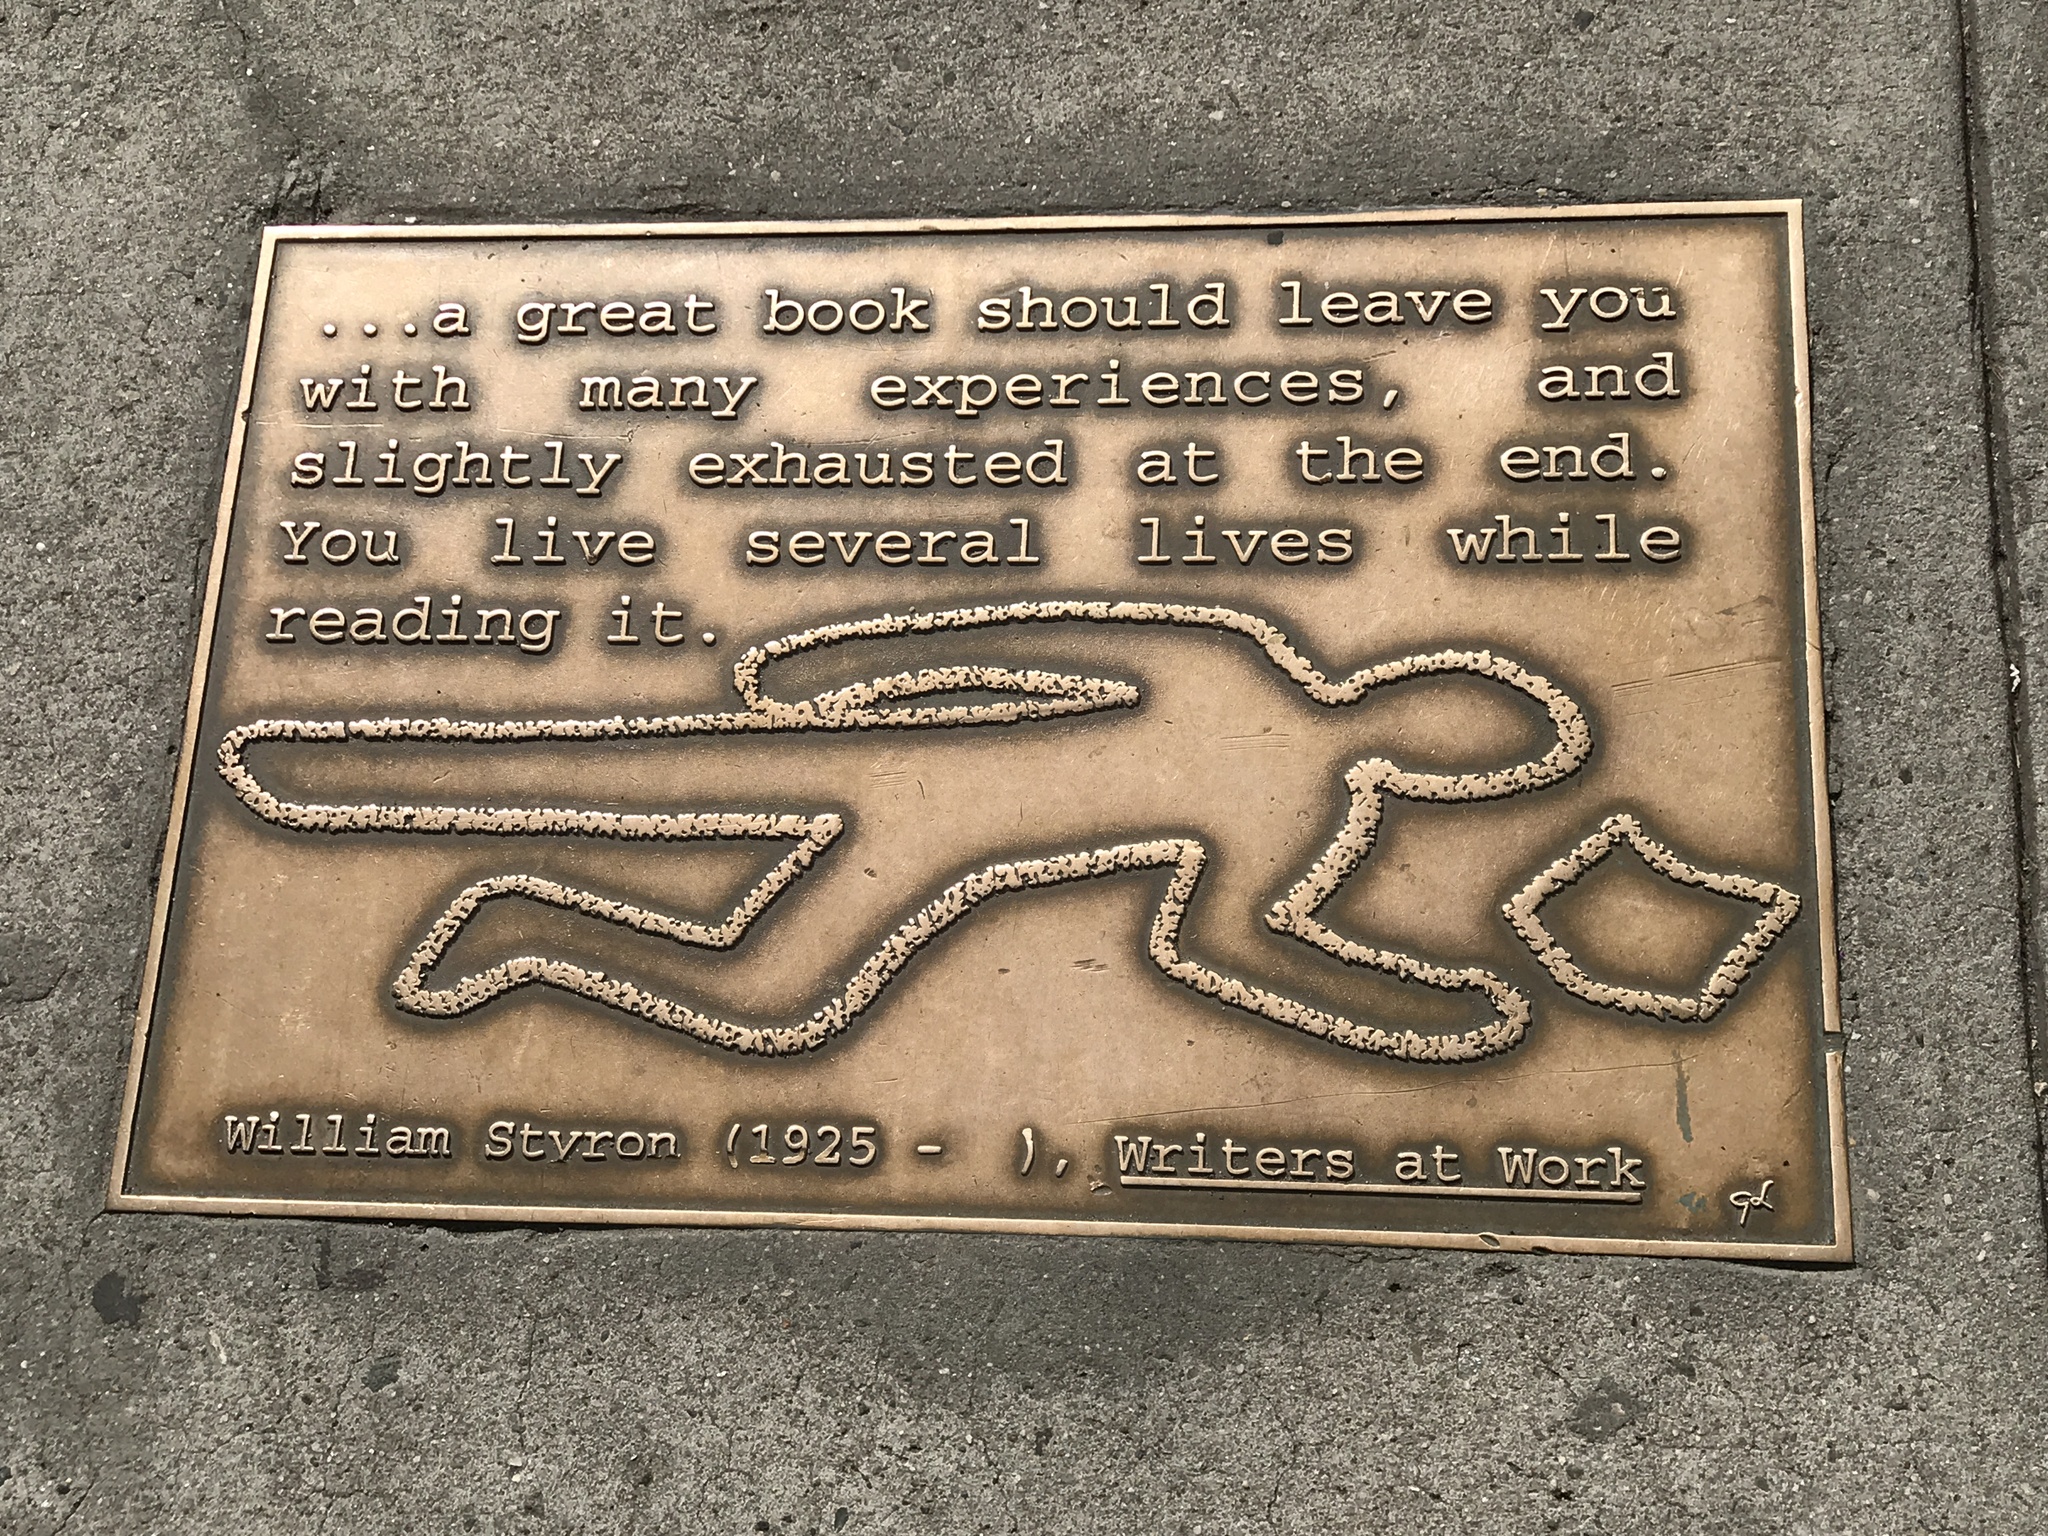 ...a great book should leave you
with many experiences, and
slightly exhausted at the end.
You live several lives while
reading it.
William Styron (1925 - ), Writers at Work